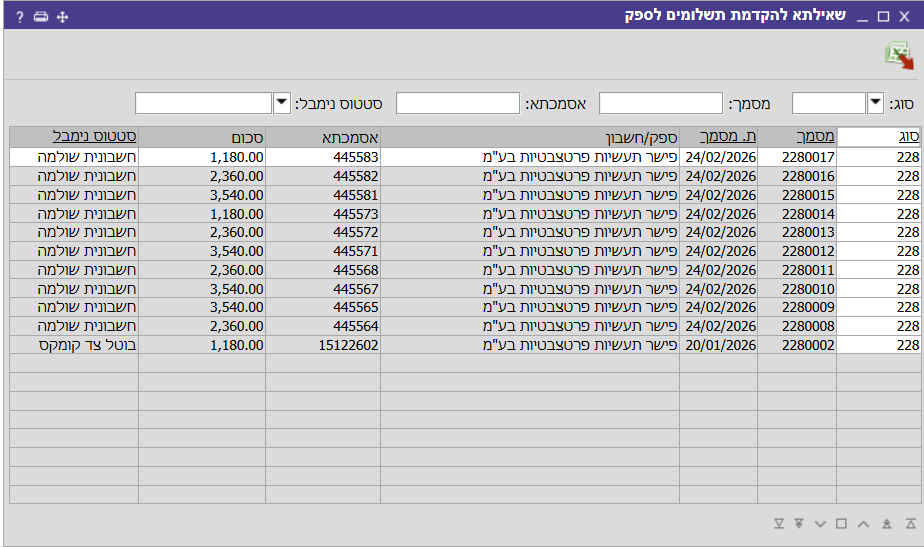 שאילתא להקדמת תשלומים לספק
סוג: מסמך: אסמכתא: סטטוס נימבל:
סוג מסמך ת. מסמך ספק/חשבון אסמכתא סכום סטטוס נימבל
228 2280017 24/02/2026 פישר תעשיות פרטצבטיות בע"מ 445583 1,180.00 חשבונית שולמה
228 2280016 24/02/2026 פישר תעשיות פרטצבטיות בע"מ 445582 2,360.00 חשבונית שולמה
228 2280015 24/02/2026 פישר תעשיות פרטצבטיות בע"מ 445581 3,540.00 חשבונית שולמה
228 2280014 24/02/2026 פישר תעשיות פרטצבטיות בע"מ 445573 1,180.00 חשבונית שולמה
228 2280013 24/02/2026 פישר תעשיות פרטצבטיות בע"מ 445572 2,360.00 חשבונית שולמה
228 2280012 24/02/2026 פישר תעשיות פרטצבטיות בע"מ 445571 3,540.00 חשבונית שולמה
228 2280011 24/02/2026 פישר תעשיות פרטצבטיות בע"מ 445568 2,360.00 חשבונית שולמה
228 2280010 24/02/2026 פישר תעשיות פרטצבטיות בע"מ 445567 3,540.00 חשבונית שולמה
228 2280009 24/02/2026 פישר תעשיות פרטצבטיות בע"מ 445565 3,540.00 חשבונית שולמה
228 2280008 24/02/2026 פישר תעשיות פרטצבטיות בע"מ 445564 2,360.00 חשבונית שולמה
228 2280002 20/01/2026 פישר תעשיות פרטצבטיות בע"מ 15122602 1,180.00 בוטל צד קומקס